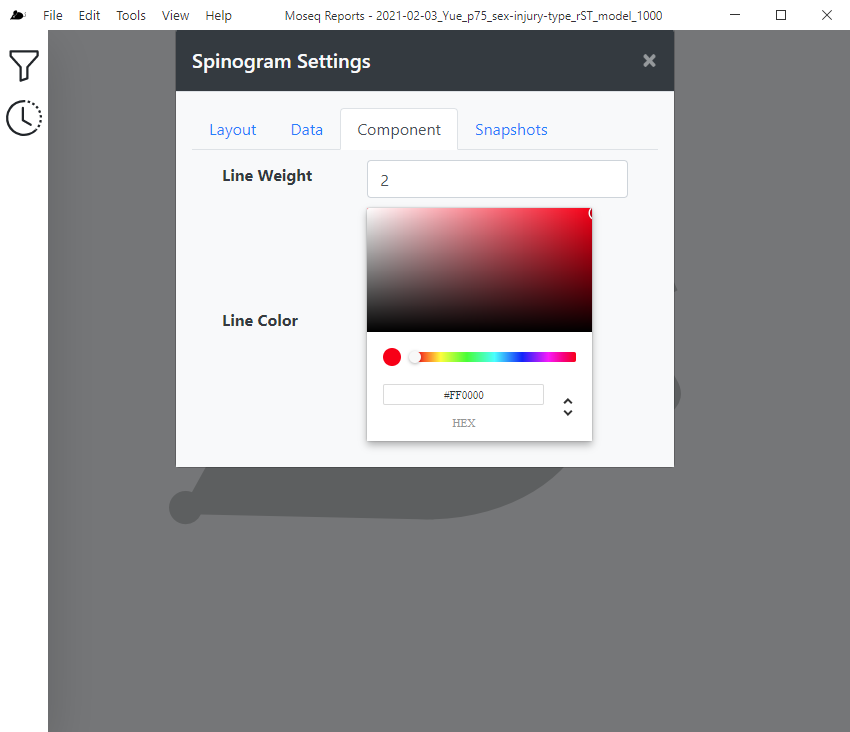 File Edit Tools View Help Moseq Reports - 2021-02-03_Yue_p75_sex-injury-type_rST_model_1000
Spinogram Settings ×
Layout Data Component Snapshots
Line Weight 2
Line Color
#FF0000
HEX